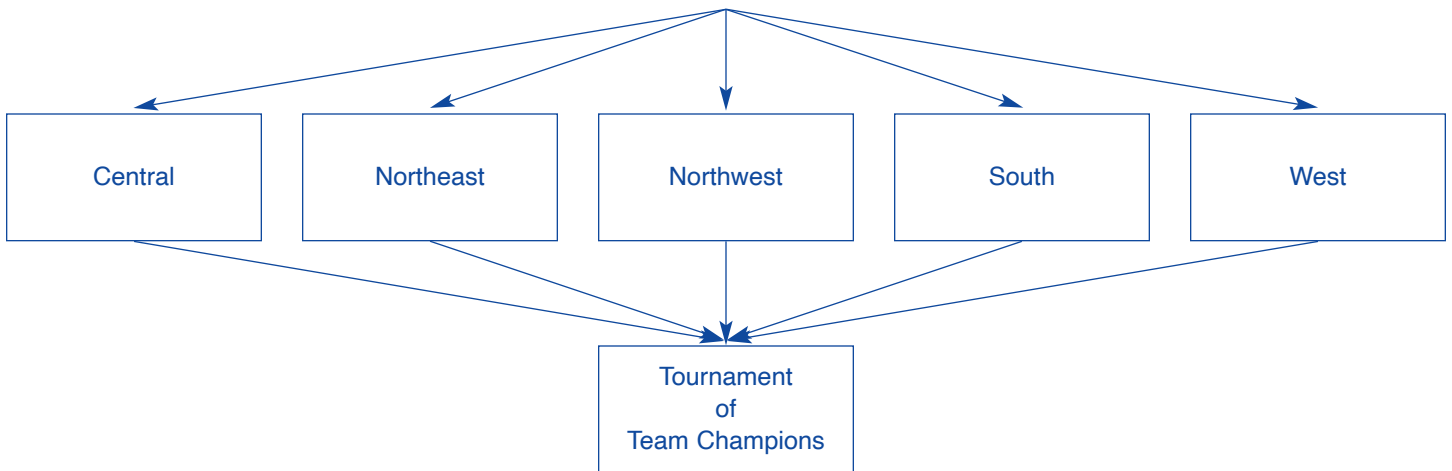 Central
Northeast
Northwest
South
West
Tournament
of
Team Champions